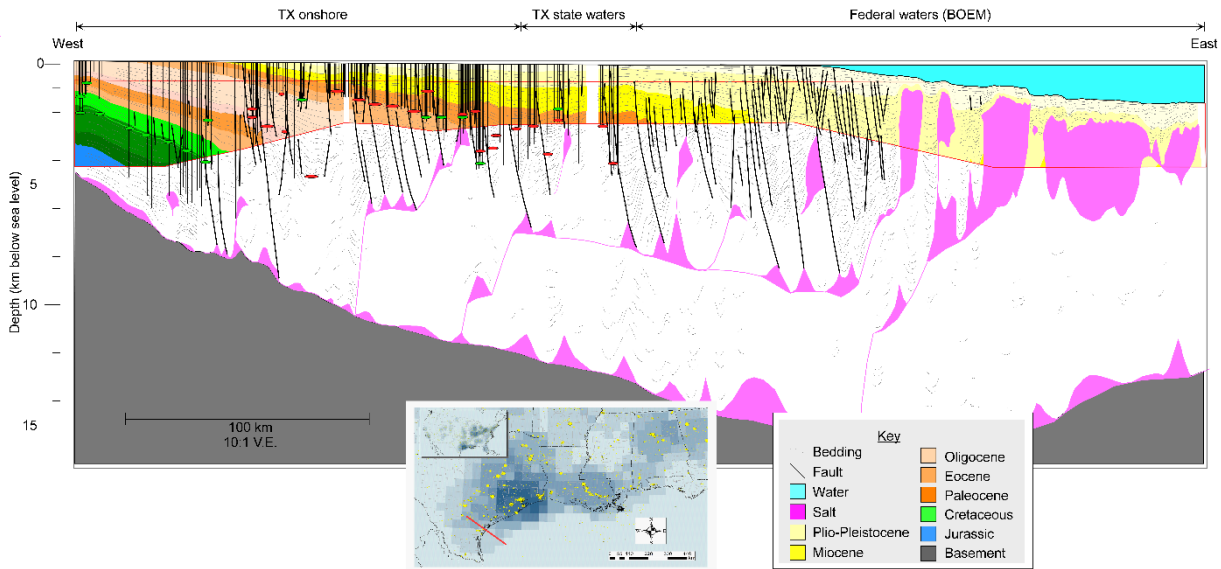 TX onshore
TX state waters
Federal waters (BOEM)
West
East
0
5
10
15
Depth (km below sea level)
100 km
10:1 V.E.
Key
Bedding
Fault
Water
Salt
Plio-Pleistocene
Miocene
Oligocene
Eocene
Paleocene
Cretaceous
Jurassic
Basement